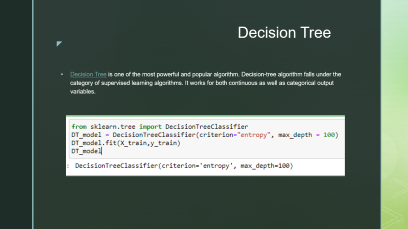 Decision Tree
Decision Tree is one of the most powerful and popular algorithm. Decision-tree algorithm falls under the
category of supervised learning algorithms. It works for both continuous as well as categorical output
variables.
from sklearn.tree import DecisionTreeClassifier
DT_model = DecisionTreeClassifier(criterion="entropy", max_depth = 100)
DT_model.fit(X_train,y_train)
DT_model
: DecisionTreeClassifier(criterion='entropy', max_depth=100)